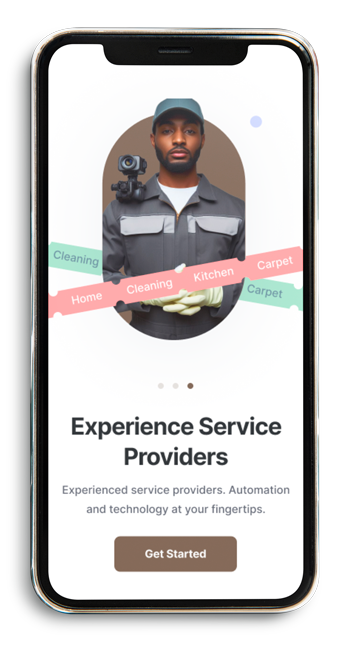 Cleaning
Carpet
Kitchen
Cleaning
Home
Carpet
Experience Service
Providers
Experienced service providers. Automation
and technology at your fingertips.
Get Started